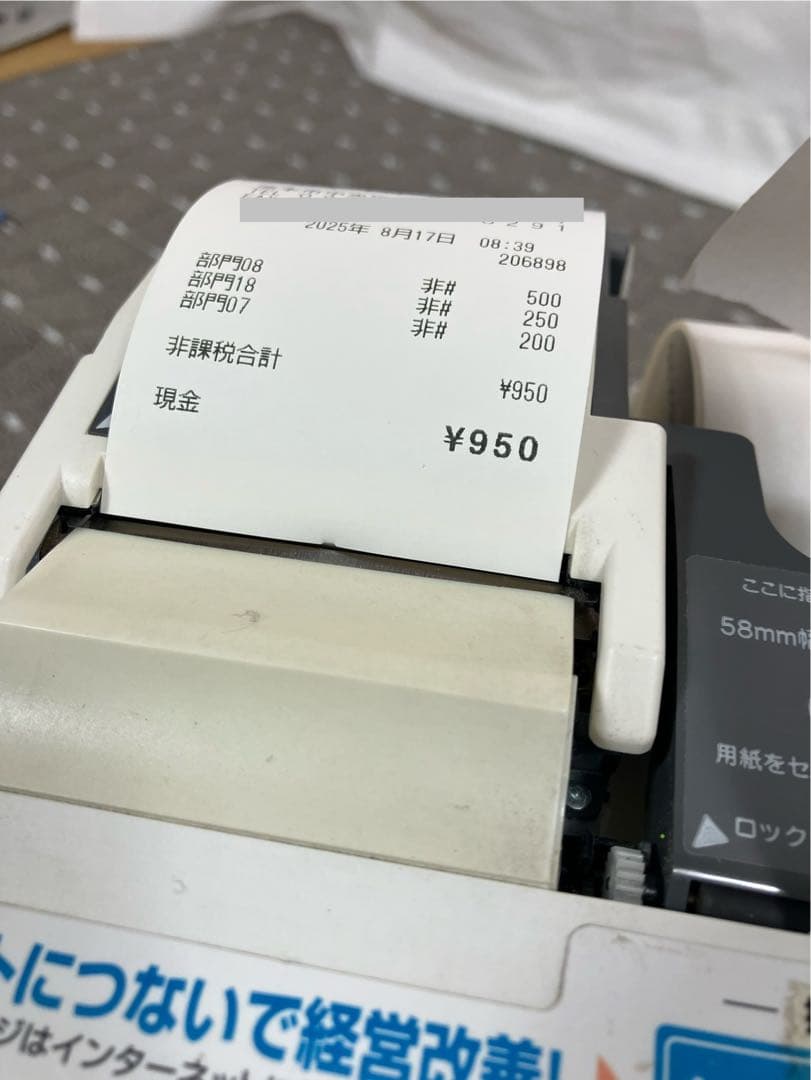 2025年 8月17日 08:39
206898
部門08 非# 500
部門18 非# 250
部門07 非# 200
非課税合計 ¥950
現金 ¥950
ここに指
58mm幅
用紙をセ
ロック
トにつないで経営改善!
ジはインターネット